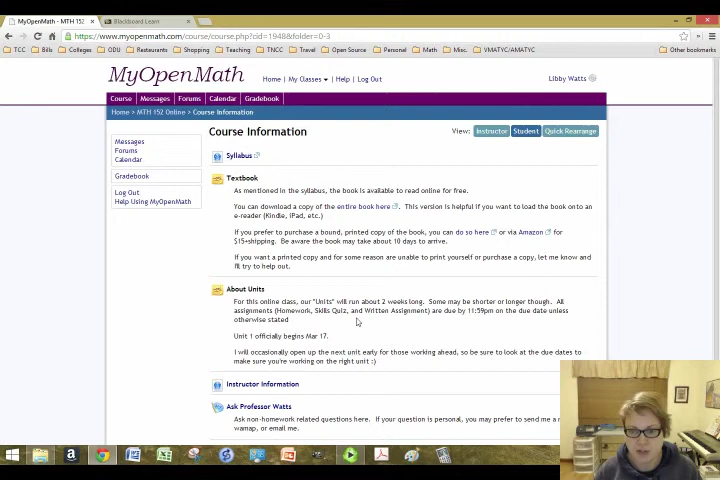 MyOpenMath - MTH 152
Blackboard Learn
https://www.myopenmath.com/course/course.php?cid=1948&folder=0-3
TCC Bills Colleges ODU Restaurants Shopping Teaching TNCC Travel Open Source Personal Math Misc. VMATYC/AMATYC Other bookmarks
MyOpenMath
Home | My Classes | Help | Log Out
Libby Watts
Course Messages Forums Calendar Gradebook
Home > MTH 152 Online > Course Information
Messages
Forums
Calendar
Gradebook
Log Out
Help Using MyOpenMath
Course Information
View: Instructor Student Quick Rearrange
Syllabus
Textbook
As mentioned in the syllabus, the book is available to read online for free.
You can download a copy of the entire book here . This version is helpful if you want to load the book onto an
e-reader (Kindle, iPad, etc.)
If you prefer to purchase a bound, printed copy of the book, you can do so here or via Amazon for
$15+shipping. Be aware the book may take about 10 days to arrive.
If you want a printed copy and for some reason are unable to print yourself or purchase a copy, let me know and
I'll try to help out.
About Units
For this online class, our "Units" will run about 2 weeks long. Some may be shorter or longer though. All
assignments (Homework, Skills Quiz, and Written Assignment) are due by 11:59pm on the due date unless
otherwise stated
Unit 1 officially begins Mar 17.
I will occasionally open up the next unit early for those working ahead, so be sure to look at the due dates to
make sure you're working on the right unit :)
Instructor Information
Ask Professor Watts
Ask non-homework related questions here. If your question is personal, you may prefer to send me a
wamap, or email me.